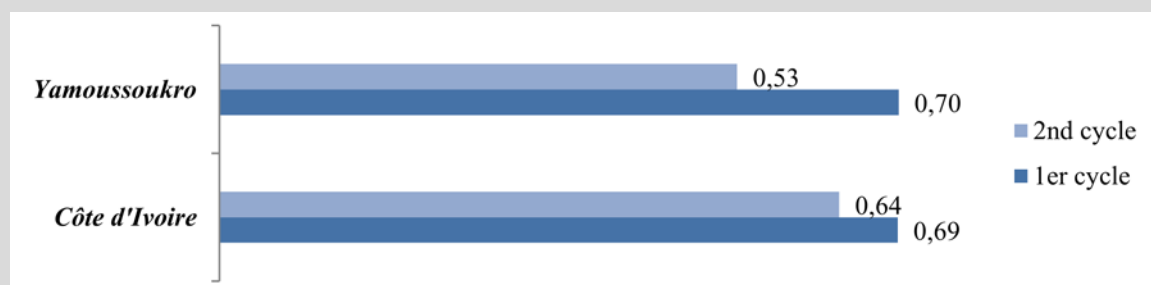 Yamoussoukro
0,53
0,70
2nd cycle
1er cycle
Côte d'Ivoire
0,64
0,69